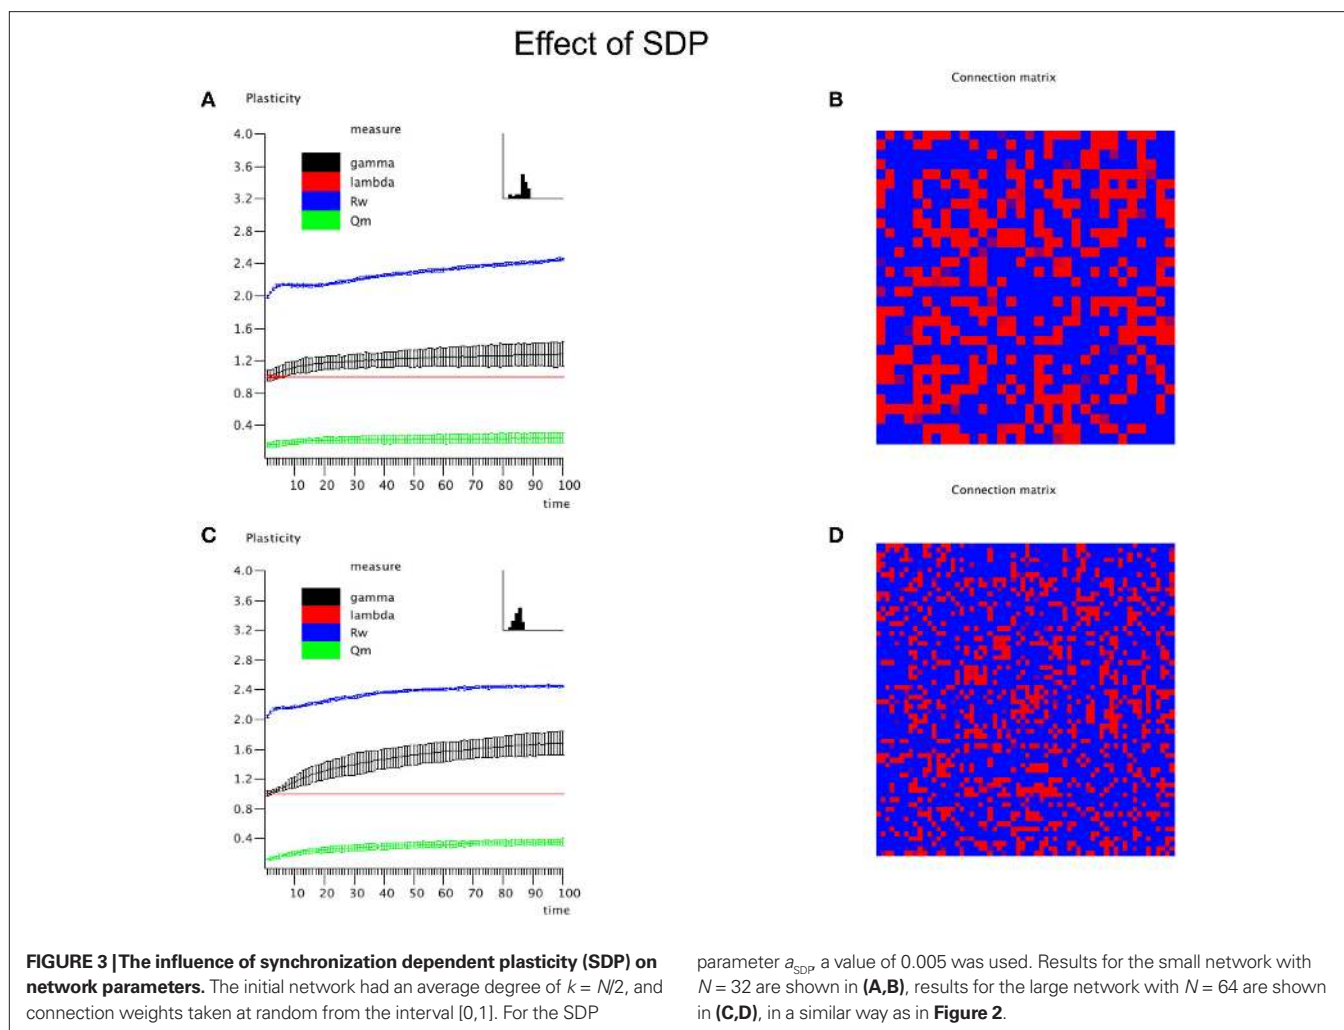 Effect of SDP
A
Plasticity
measure
gamma
lambda
Rw
Qm
4.0
3.6
3.2
2.8
2.4
2.0
1.6
1.2
0.8
0.4
10 20 30 40 50 60 70 80 90 100
time
B
Connection matrix
C
Plasticity
measure
gamma
lambda
Rw
Qm
4.0
3.6
3.2
2.8
2.4
2.0
1.6
1.2
0.8
0.4
10 20 30 40 50 60 70 80 90 100
time
D
Connection matrix
FIGURE 3 | The influence of synchronization dependent plasticity (SDP) on
network parameters. The initial network had an average degree of k = N/2, and
connection weights taken at random from the interval [0,1]. For the SDP
parameter a_SDP, a value of 0.005 was used. Results for the small network with
N = 32 are shown in (A,B), results for the large network with N = 64 are shown
in (C,D), in a similar way as in Figure 2.